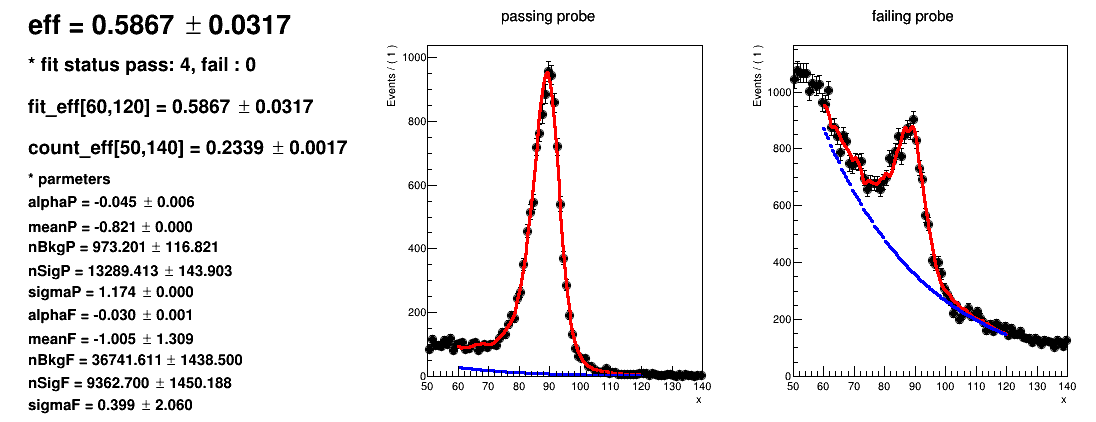 eff = 0.5867 ± 0.0317
* fit status pass: 4, fail : 0
fit_eff[60,120] = 0.5867 ± 0.0317
count_eff[50,140] = 0.2339 ± 0.0017
* parmeters
alphaP = -0.045 ± 0.006
meanP = -0.821 ± 0.000
nBkgP = 973.201 ± 116.821
nSigP = 13289.413 ± 143.903
sigmaP = 1.174 ± 0.000
alphaF = -0.030 ± 0.001
meanF = -1.005 ± 1.309
nBkgF = 36741.611 ± 1438.500
nSigF = 9362.700 ± 1450.188
sigmaF = 0.399 ± 2.060
passing probe
Events / ( 1 )
1000
800
600
400
200
0
50 60 70 80 90 100 110 120 130 140
x
failing probe
Events / ( 1 )
1000
800
600
400
200
0
50 60 70 80 90 100 110 120 130 140
x